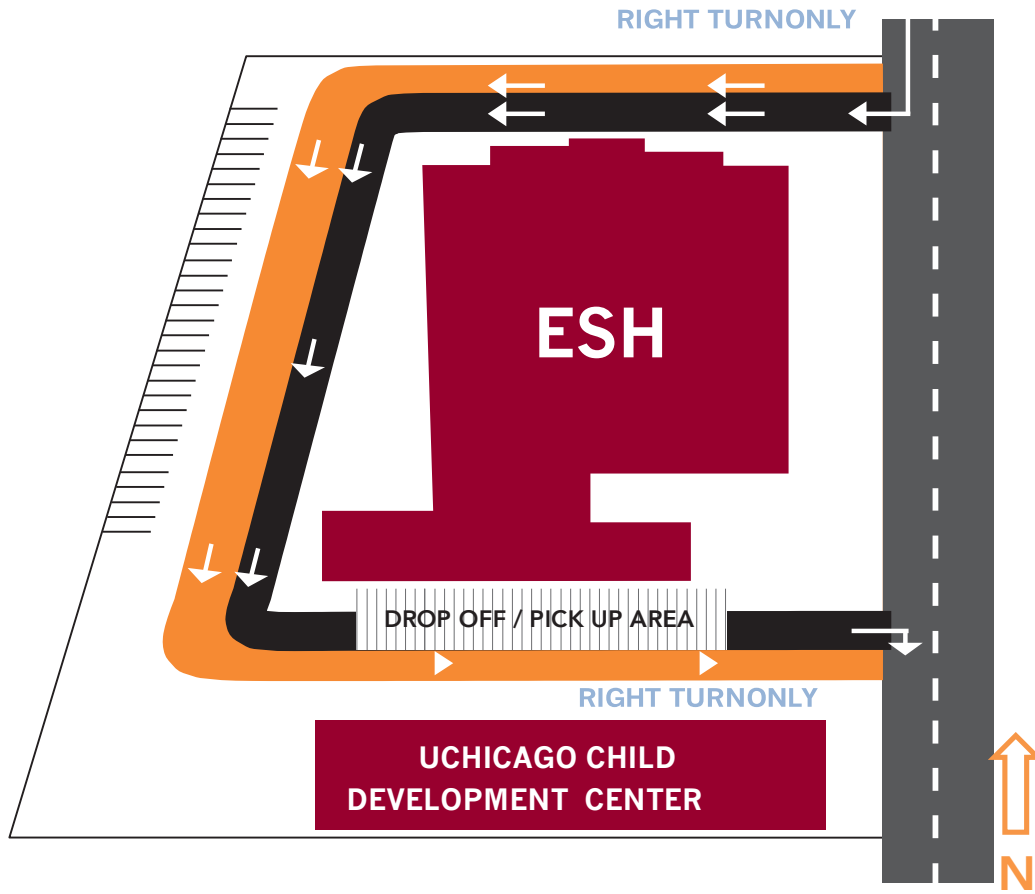 RIGHT TURNONLY
ESH
DROP OFF / PICK UP AREA
RIGHT TURNONLY
UCHICAGO CHILD
DEVELOPMENT CENTER
N